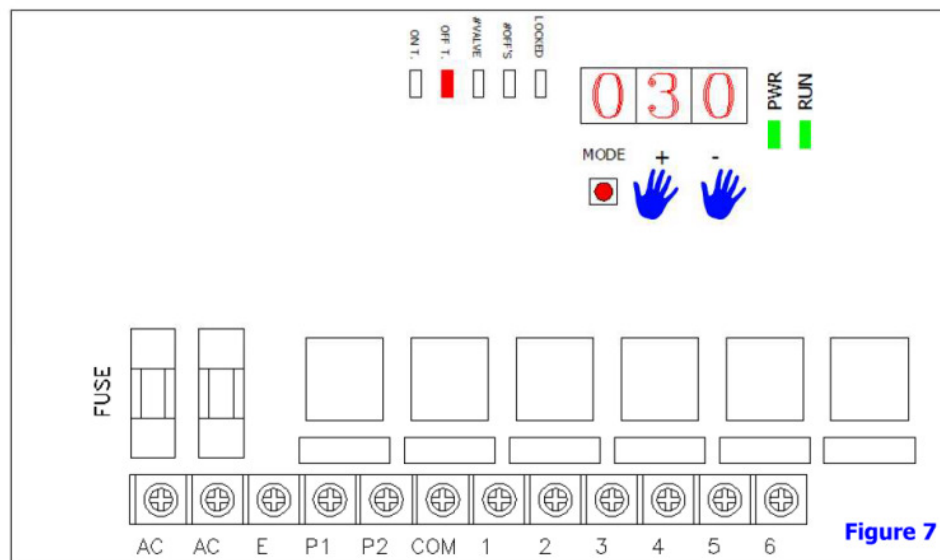 ON T.
OFF T.
#VALVE
#OFF'S
LOCKED
030
PWR
RUN
MODE + -
FUSE
AC AC E P1 P2 COM 1 2 3 4 5 6
Figure 7